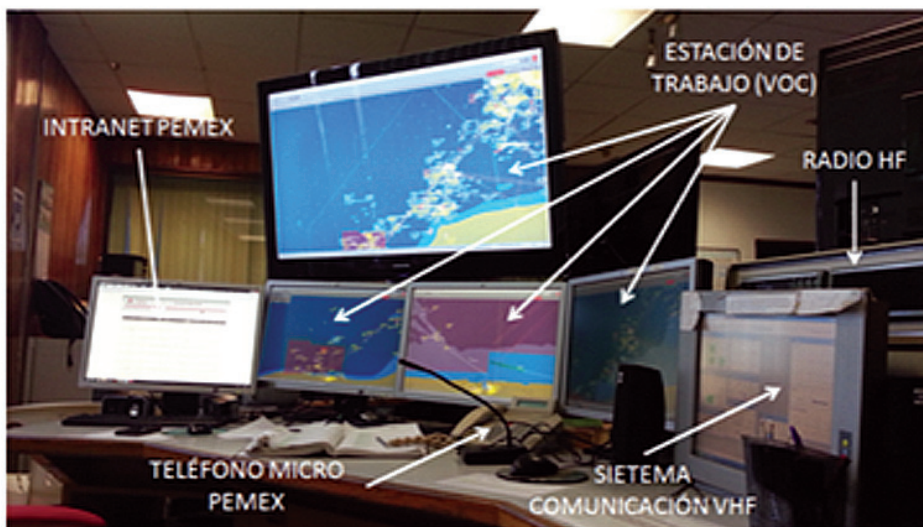 ESTACIÓN DE
TRABAJO (VOC)
INTRANET PEMEX
RADIO HF
TELÉFONO MICRO
PEMEX
SIETEMA
COMUNICACIÓN VHF